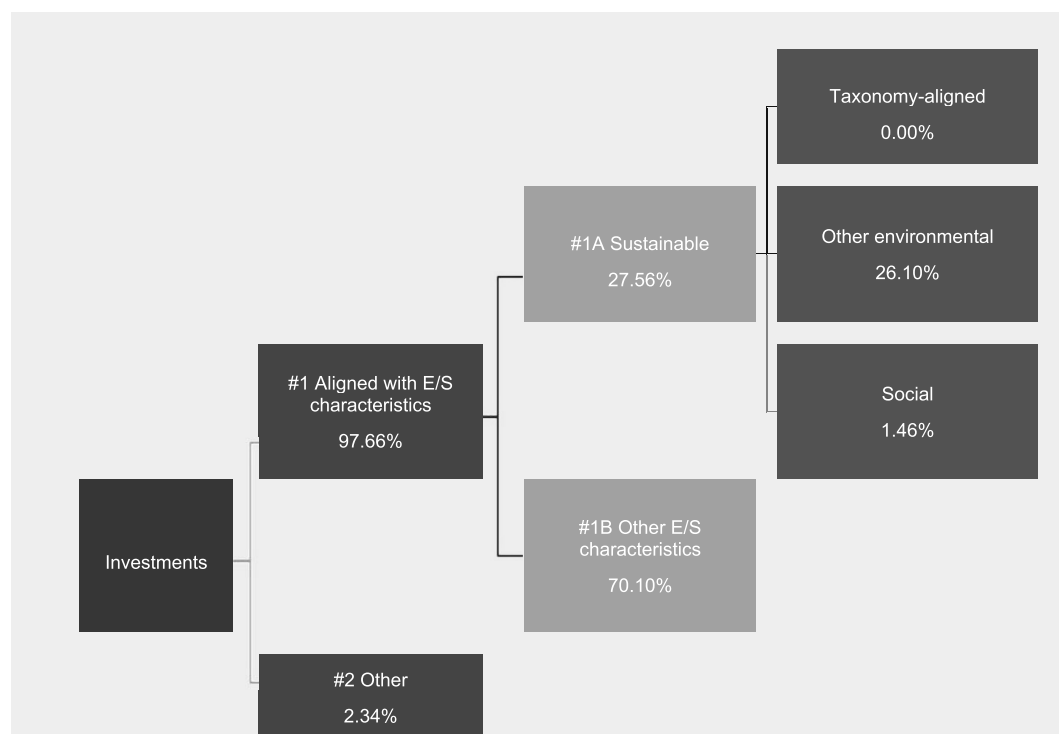 Taxonomy-aligned
0.00%
#1A Sustainable
27.56%
Other environmental
26.10%
#1 Aligned with E/S
characteristics
97.66%
Social
1.46%
Investments
#1B Other E/S
characteristics
70.10%
#2 Other
2.34%